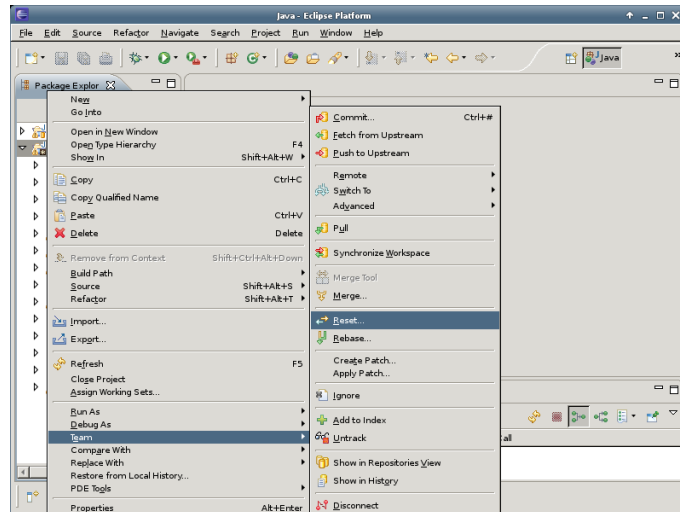 Java - Eclipse Platform
File Edit Source Refactor Navigate Search Project Run Window Help
Java
Package Explor
New
Go Into
Open in New Window
Open Type Hierarchy F4
Show In Shift+Alt+W
Copy Ctrl+C
Copy Qualified Name
Paste Ctrl+V
Delete Delete
Remove from Context Shift+Ctrl+Alt+Down
Build Path
Source Shift+Alt+S
Refactor Shift+Alt+T
Import...
Export...
Refresh F5
Close Project
Assign Working Sets...
Run As
Debug As
Team
Compare With
Replace With
Restore from Local History...
PDE Tools
Properties Alt+Enter
Commit... Ctrl+#
Fetch from Upstream
Push to Upstream
Remote
Switch To
Advanced
Pull
Synchronize Workspace
Merge Tool
Merge...
Reset...
Rebase...
Create Patch...
Apply Patch...
Ignore
Add to Index
Untrack
Show in Repositories View
Show in History
Disconnect
all